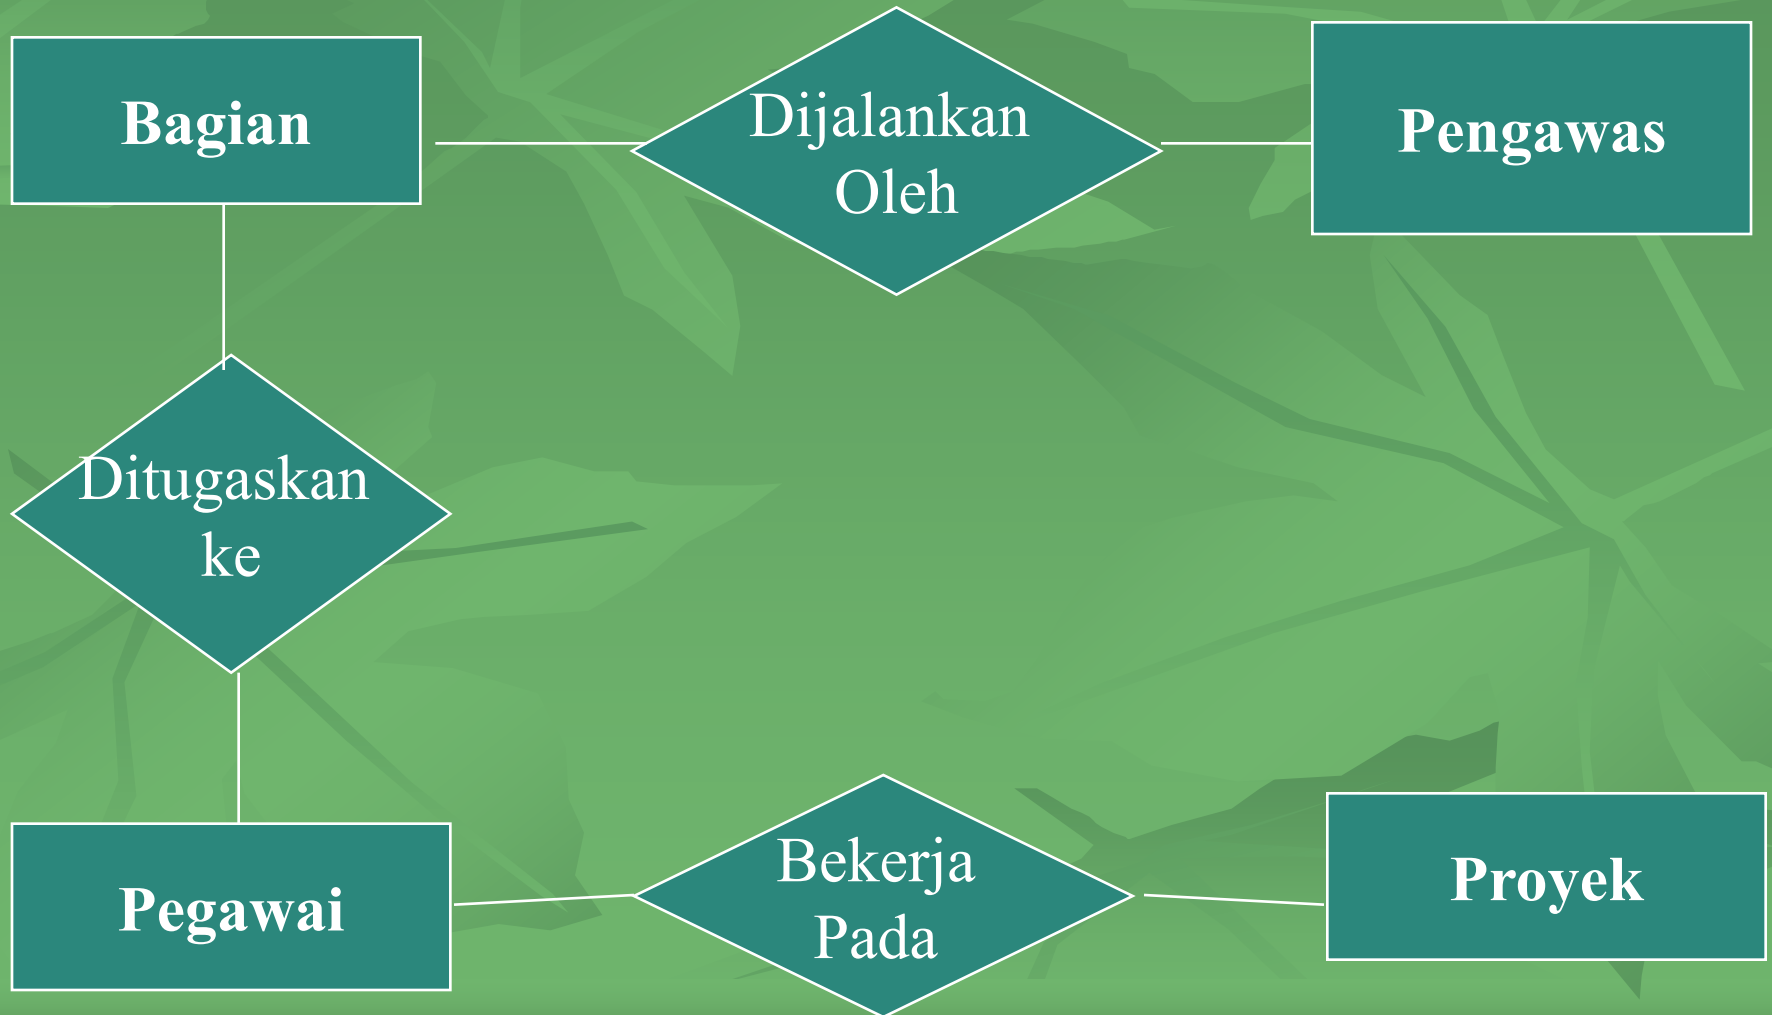 Bagian
Dijalankan
Oleh
Pengawas
Ditugaskan
ke
Pegawai
Bekerja
Pada
Proyek